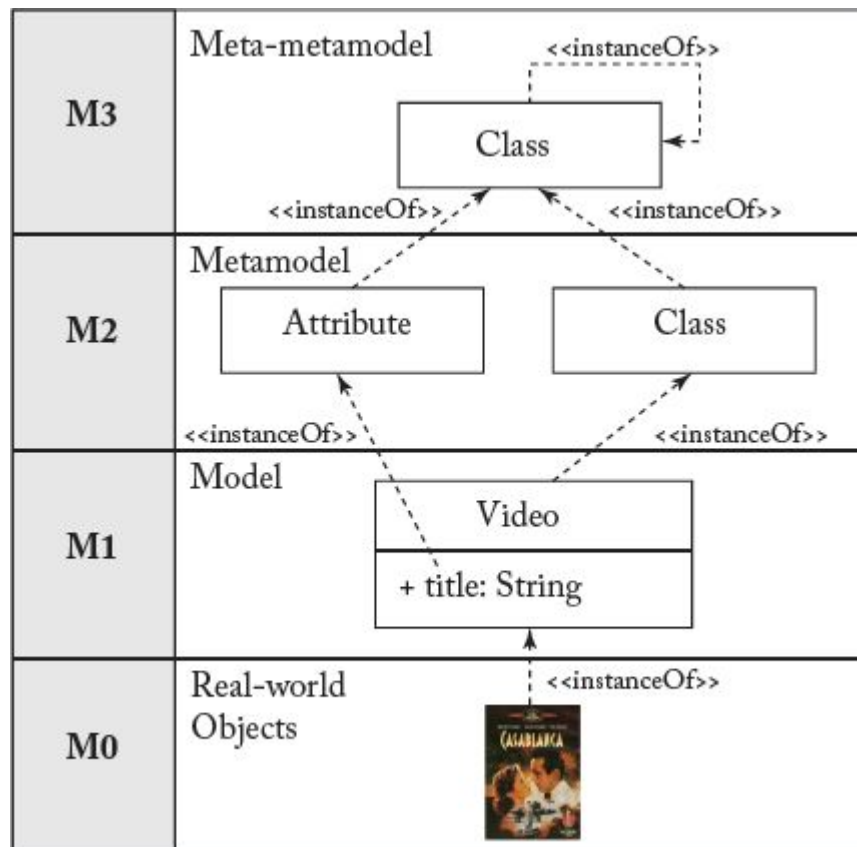 Meta-metamodel
<<instanceOf>>
M3
Class
<<instanceOf>>
<<instanceOf>>
Metamodel
M2
Attribute
Class
<<instanceOf>>
<<instanceOf>>
Model
Video
M1
+ title: String
Real-world
Objects
<<instanceOf>>
M0
CASABLANCA